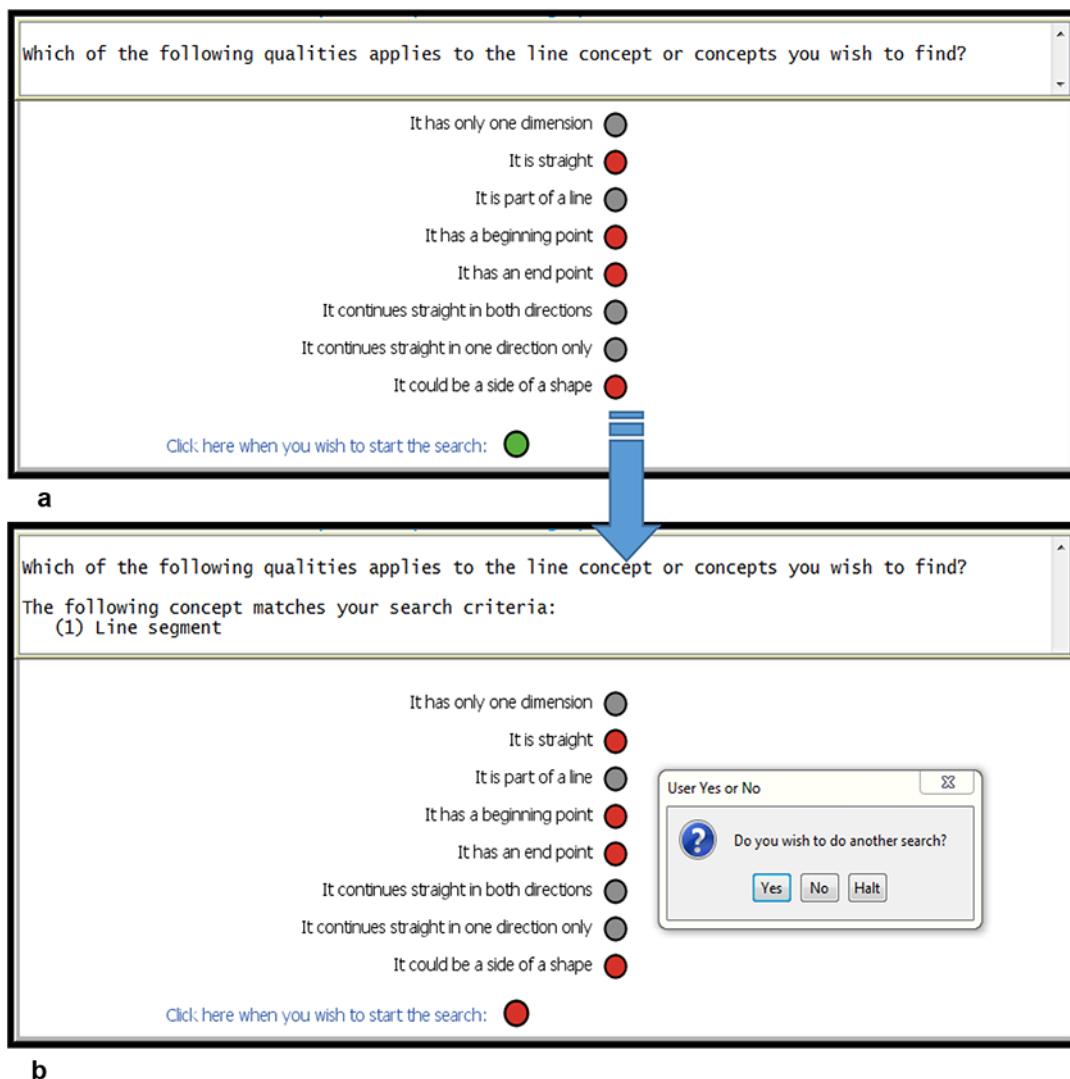 Which of the following qualities applies to the line concept or concepts you wish to find?
It has only one dimension
It is straight
It is part of a line
It has a beginning point
It has an end point
It continues straight in both directions
It continues straight in one direction only
It could be a side of a shape
Click here when you wish to start the search:
a
Which of the following qualities applies to the line concept or concepts you wish to find?
The following concept matches your search criteria:
(1) Line segment
It has only one dimension
It is straight
It is part of a line
It has a beginning point
It has an end point
It continues straight in both directions
It continues straight in one direction only
It could be a side of a shape
Click here when you wish to start the search:
User Yes or No
Do you wish to do another search?
Yes No Halt
b